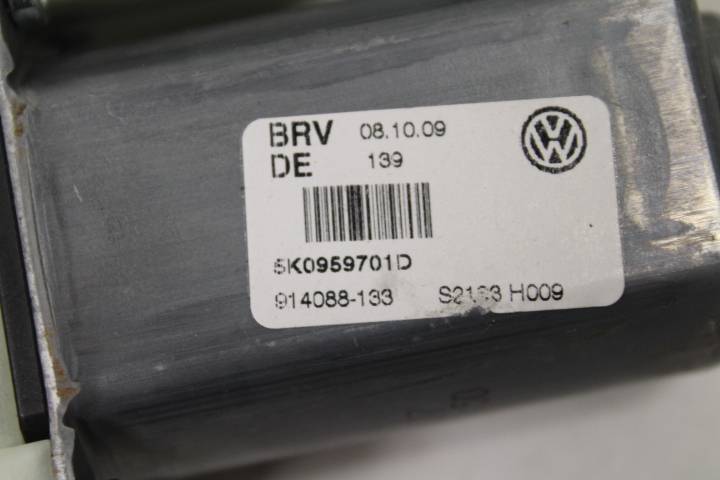 BRV 08.10.09
DE 139
5K0959701D
914088-133 H009